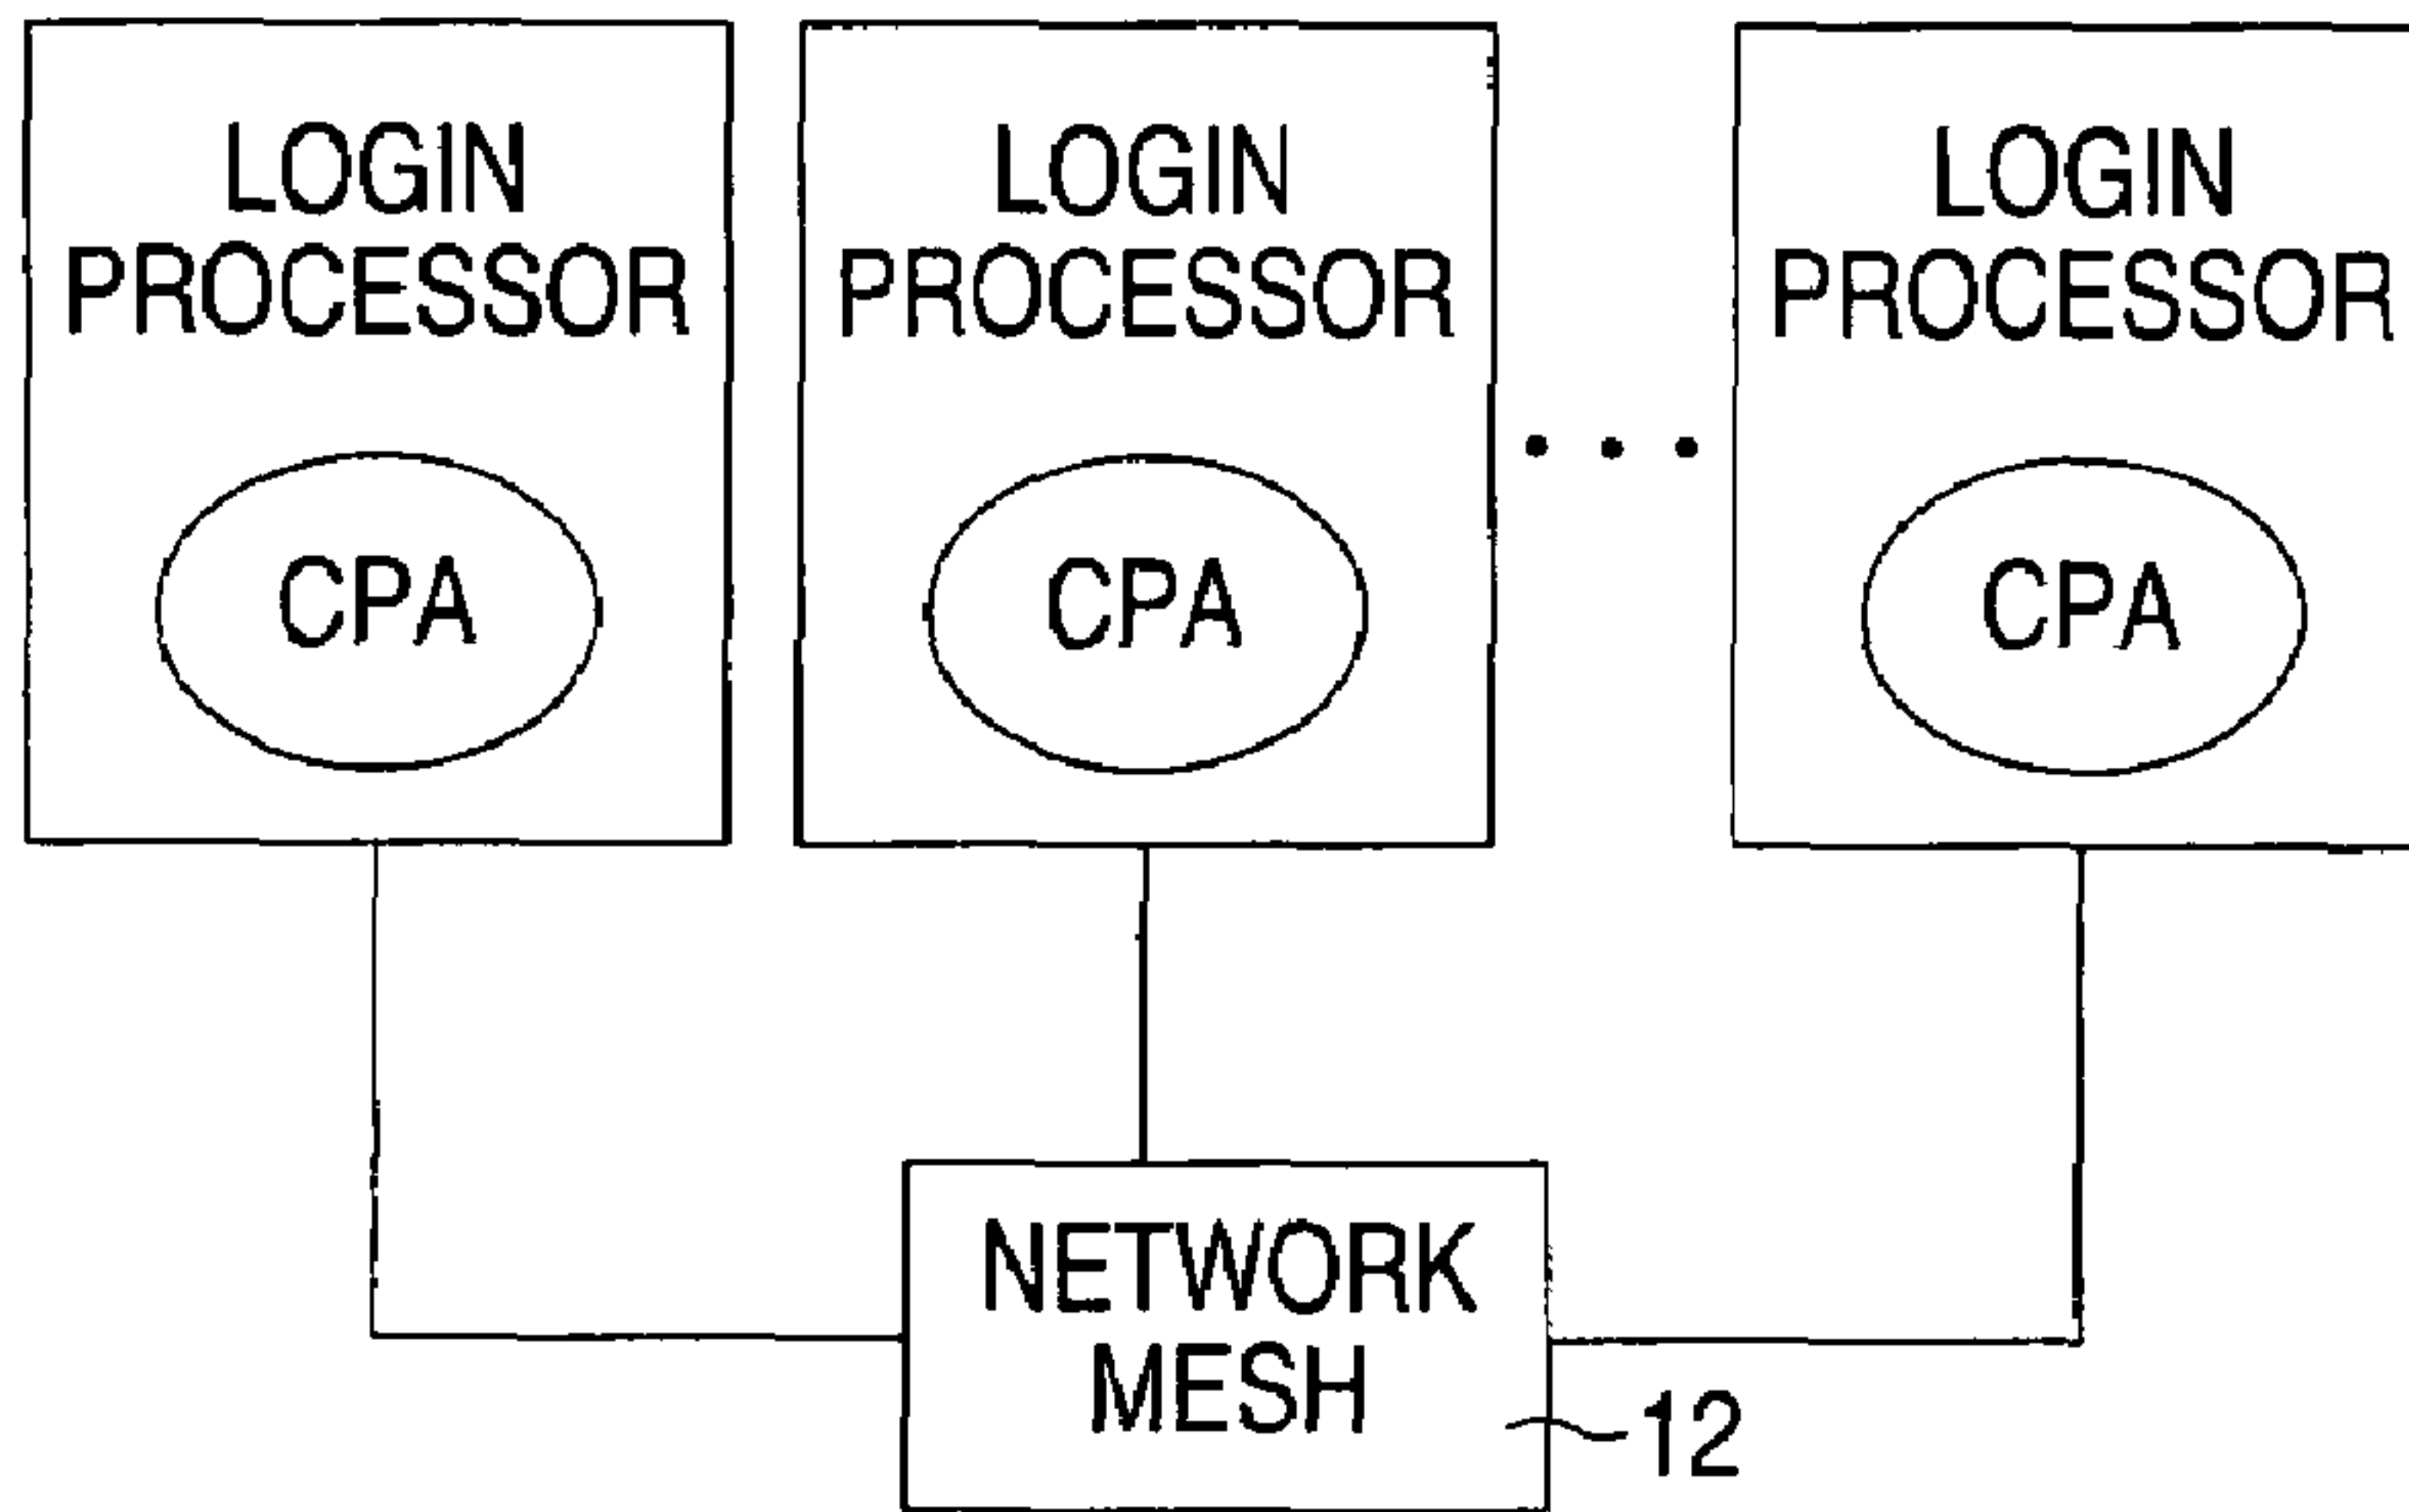 LOGIN
PROCESSOR
CPA
LOGIN
PROCESSOR
CPA
LOGIN
PROCESSOR
CPA
NETWORK
MESH
12